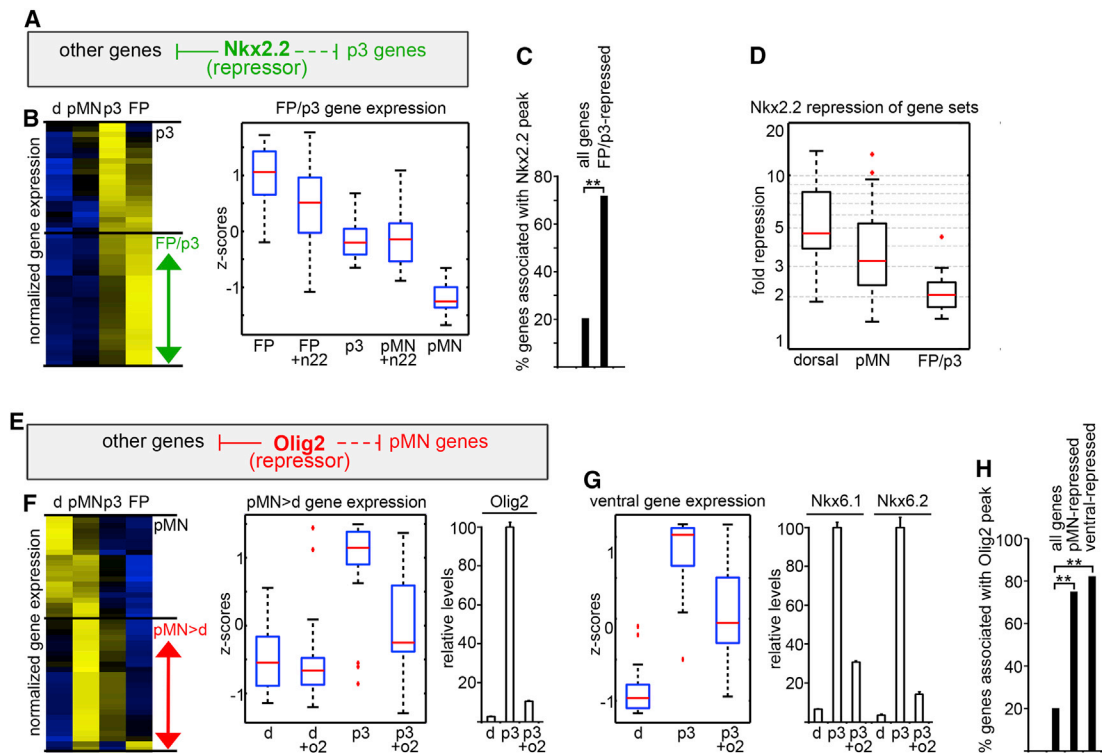 A
other genes Nkx2.2 p3 genes
(repressor)
B
d pMN p3 FP
p3
FP/p3
normalized gene expression
FP/p3 gene expression
z-scores
1
0
-1
FP FP p3 pMN pMN
+n22 +n22
C
% genes associated with Nkx2.2 peak
all genes
FP/p3-repressed
**
80
60
40
20
D
Nkx2.2 repression of gene sets
fold repression
20
10
5
3
2
1
dorsal pMN FP/p3
E
other genes Olig2 pMN genes
(repressor)
F
d pMN p3 FP
pMN
pMN>d
normalized gene expression
pMN>d gene expression
z-scores
1
0
-1
d d p3 p3
+o2 +o2
Olig2
relative levels
100
80
60
40
20
d p3 p3
+o2
G
ventral gene expression
z-scores
1
0
-1
d p3 p3
+o2
Nkx6.1 Nkx6.2
relative levels
100
80
60
40
20
d p3 p3 d p3 p3
+o2 +o2
H
% genes associated with Olig2 peak
all genes
pMN-repressed
ventral-repressed
**
**
100
80
60
40
20